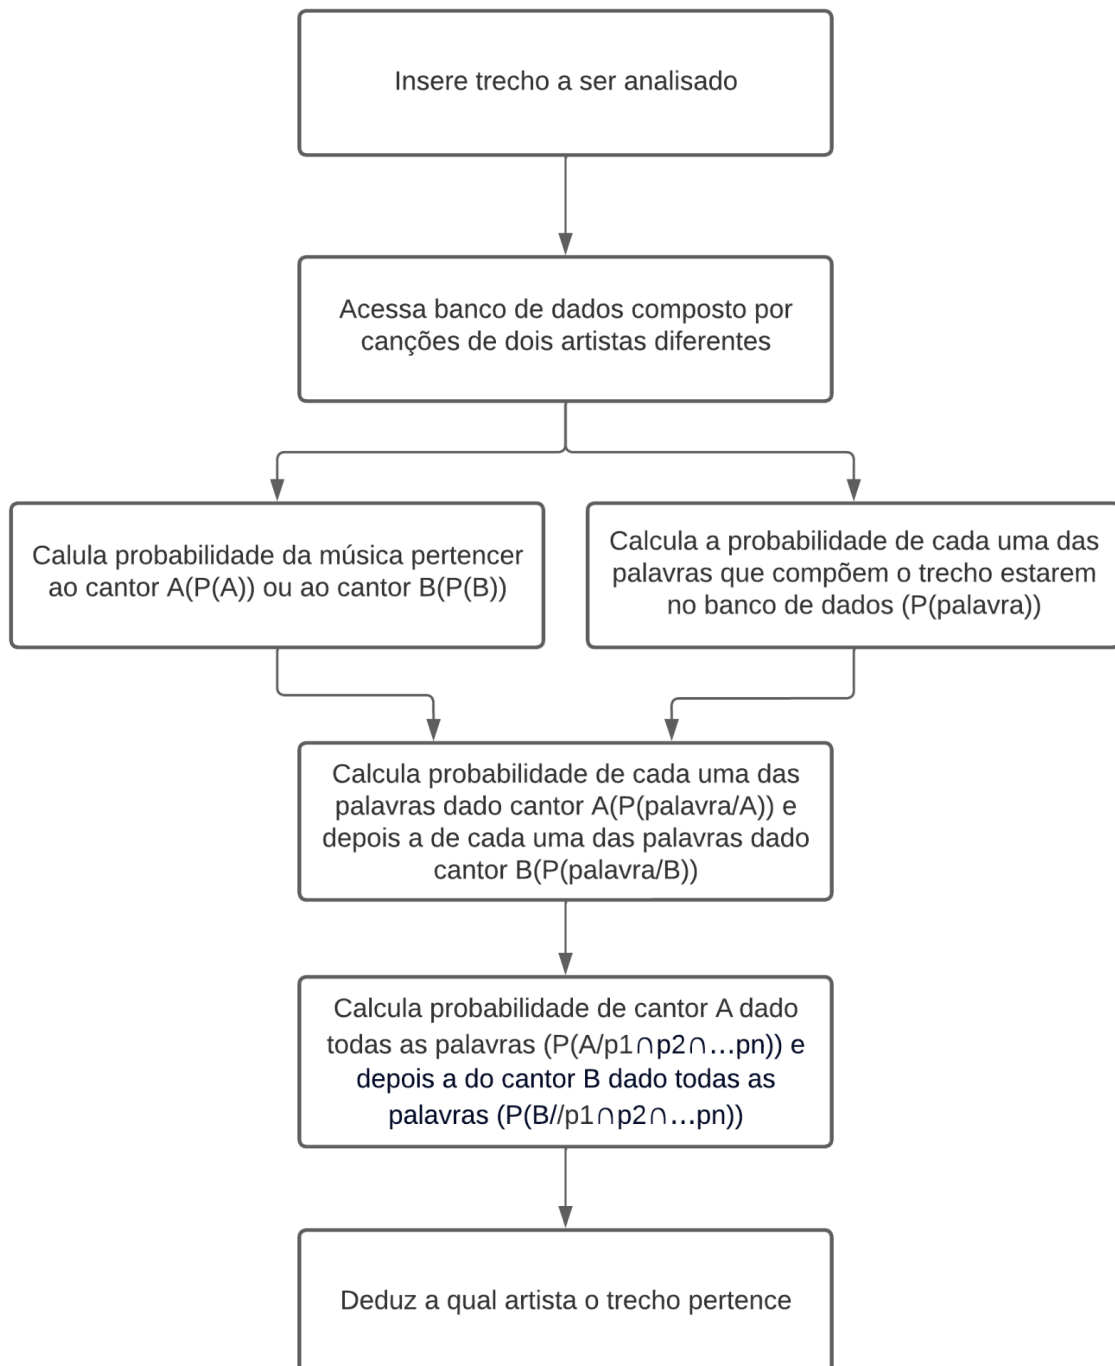 Insere trecho a ser analisado
Acessa banco de dados composto por
canções de dois artistas diferentes
Calula probabilidade da música pertencer
ao cantor A(P(A)) ou ao cantor B(P(B))
Calcula a probabilidade de cada uma das
palavras que compõem o trecho estarem
no banco de dados (P(palavra))
Calcula probabilidade de cada uma das
palavras dado cantor A(P(palavra/A)) e
depois a de cada uma das palavras dado
cantor B(P(palavra/B))
Calcula probabilidade de cantor A dado
todas as palavras (P(A/p1∩p2∩…pn)) e
depois a do cantor B dado todas as
palavras (P(B//p1∩p2∩…pn))
Deduz a qual artista o trecho pertence